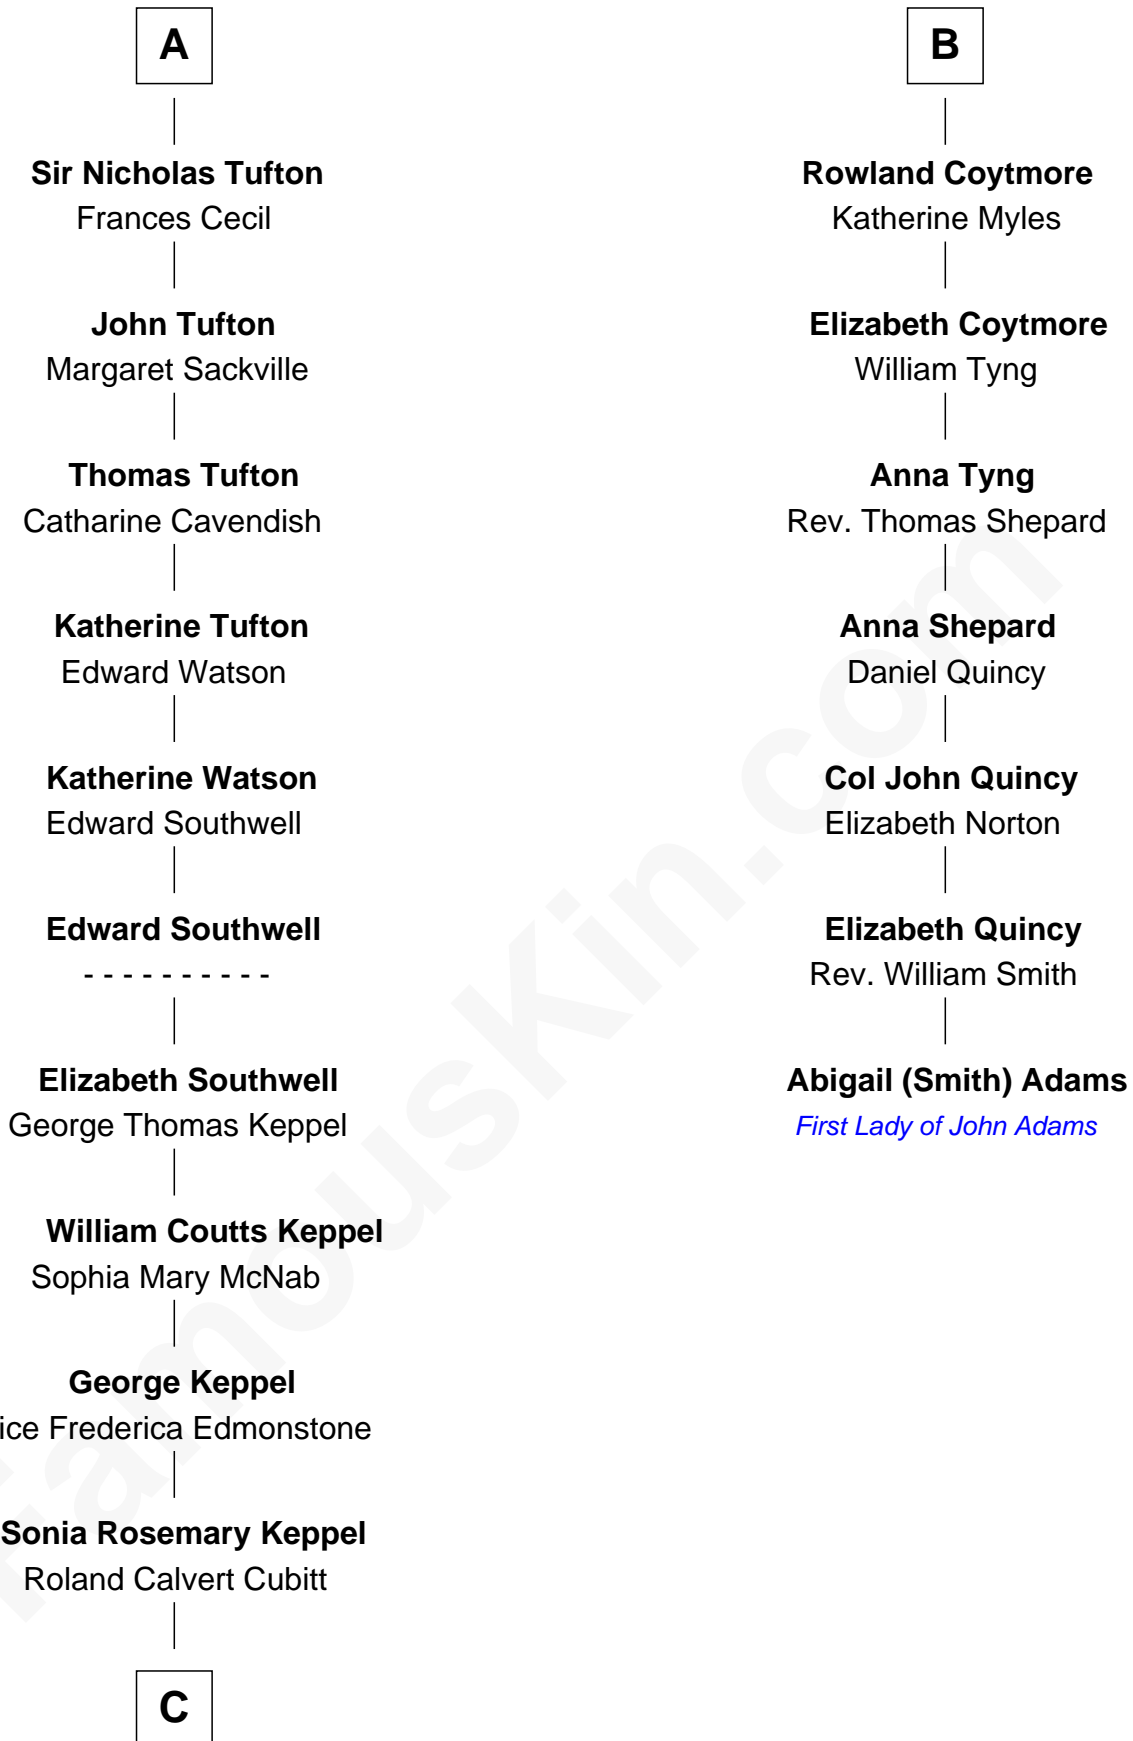 A
Sir Nicholas Tufton
Frances Cecil
John Tufton
Margaret Sackville
Thomas Tufton
Catharine Cavendish
Katherine Tufton
Edward Watson
Katherine Watson
Edward Southwell
Edward Southwell
- - - - - - - - - -
Elizabeth Southwell
George Thomas Keppel
William Coutts Keppel
Sophia Mary McNab
George Keppel
ice Frederica Edmonstone
Sonia Rosemary Keppel
Roland Calvert Cubitt
C
B
Rowland Coytmore
Katherine Myles
Elizabeth Coytmore
William Tyng
Anna Tyng
Rev. Thomas Shepard
Anna Shepard
Daniel Quincy
Col John Quincy
Elizabeth Norton
Elizabeth Quincy
Rev. William Smith
Abigail (Smith) Adams
First Lady of John Adams
FamousKin.com